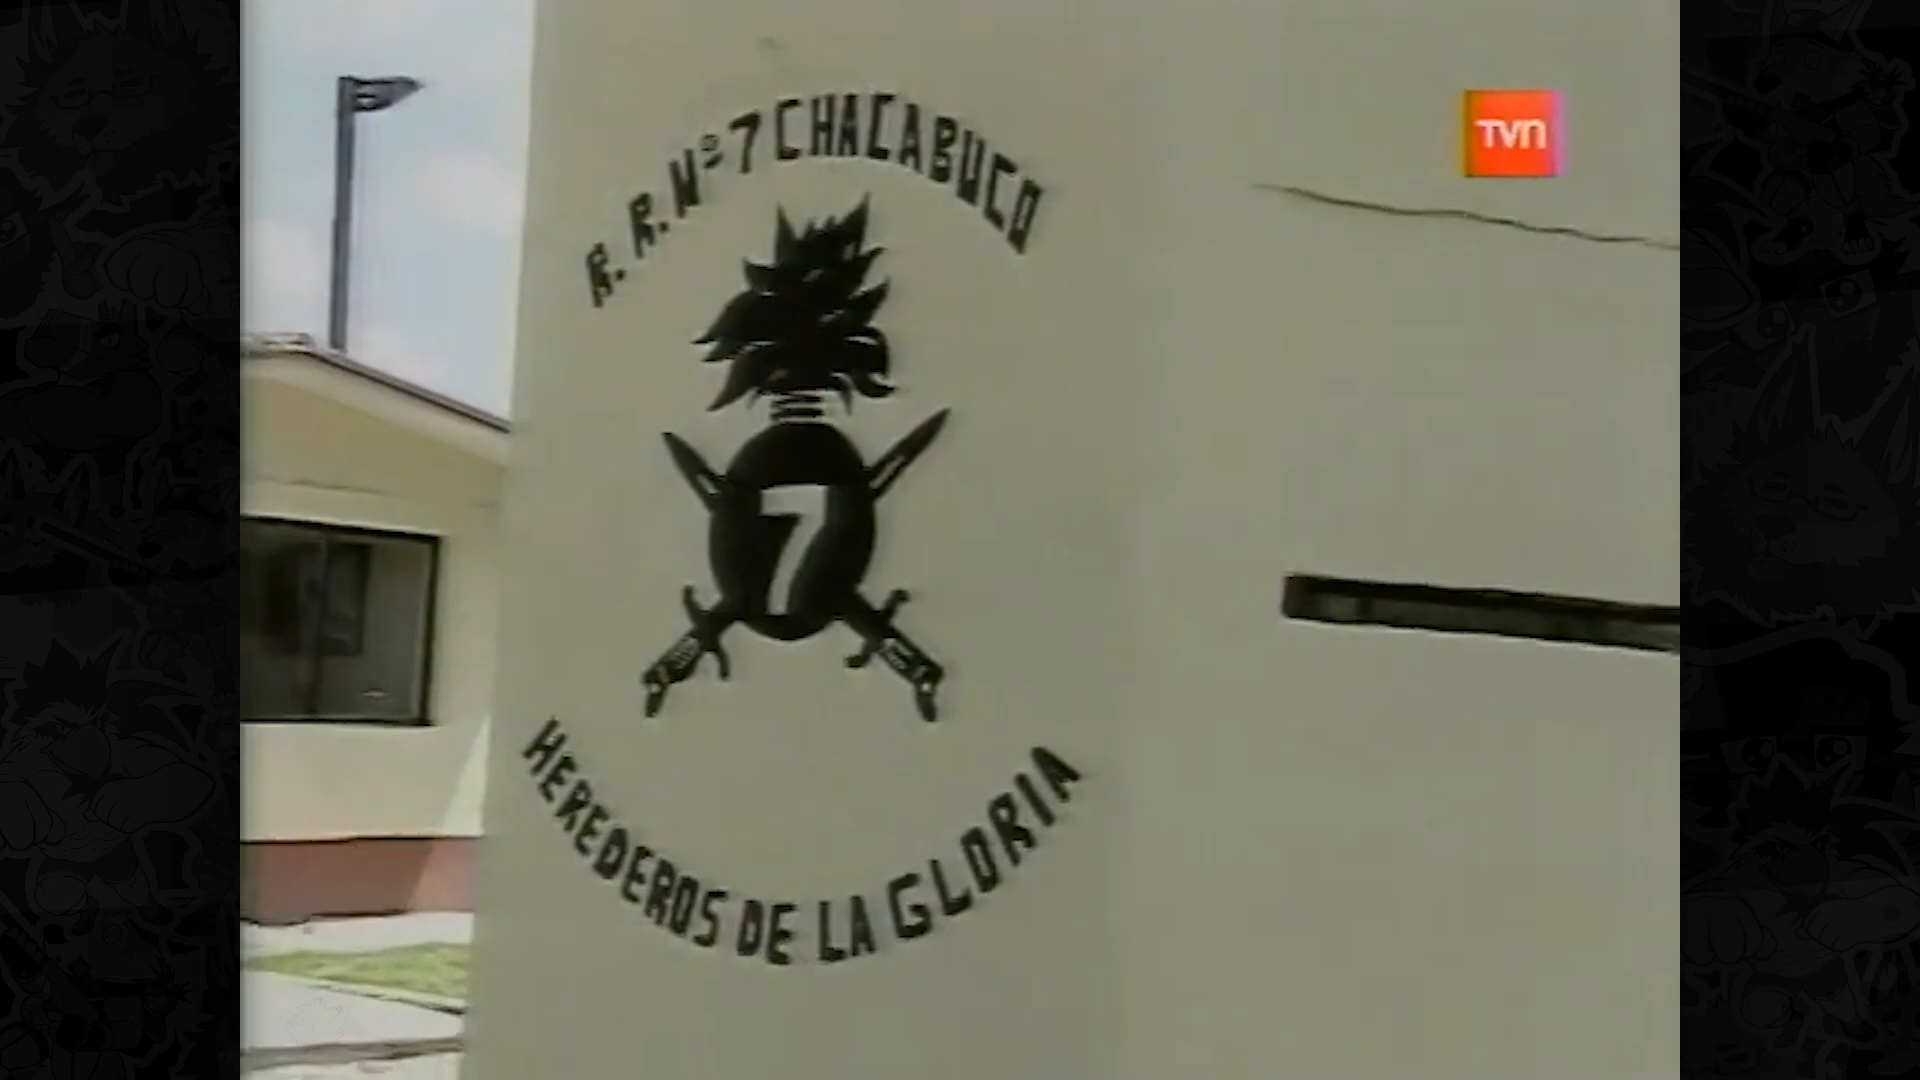 R. R. Nº 7 CHACABUCO
TVN
7
HEREDEROS DE LA GLORIA